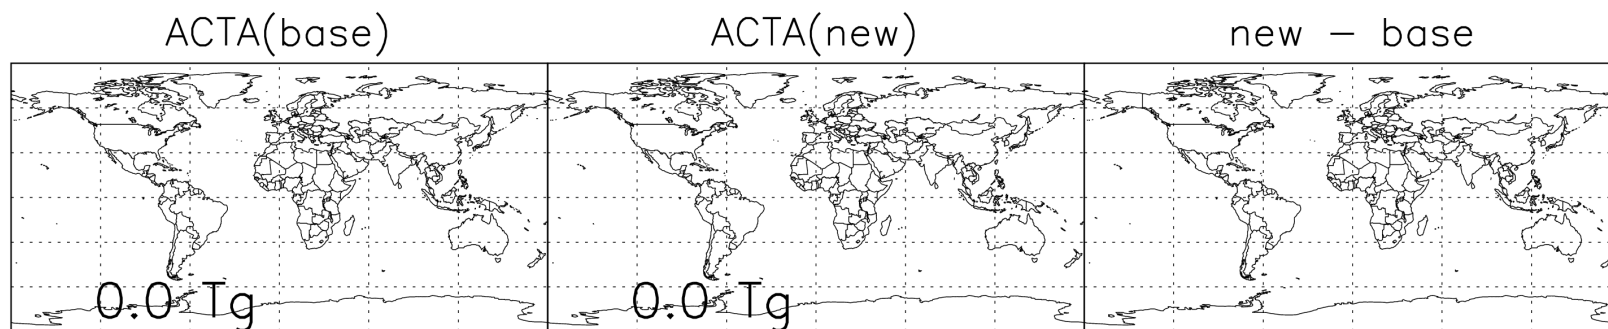 ACTA(base)
ACTA(new)
new − base
0.0 Tg
0.0 Tg